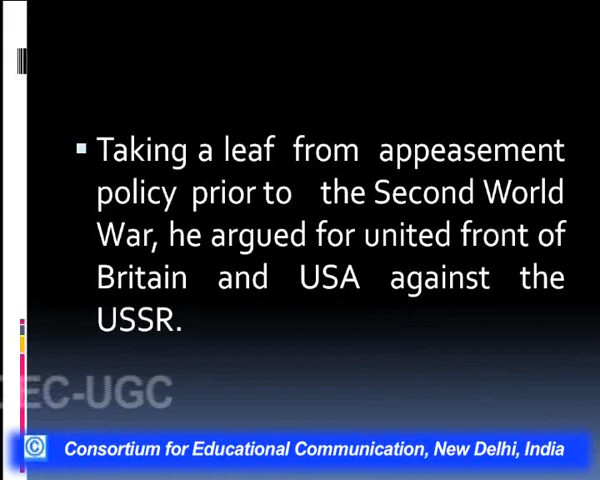 Taking a leaf from appeasement
policy prior to the Second World
War, he argued for united front of
Britain and USA against the
USSR.
EC-UGC
© Consortium for Educational Communication, New Delhi, India